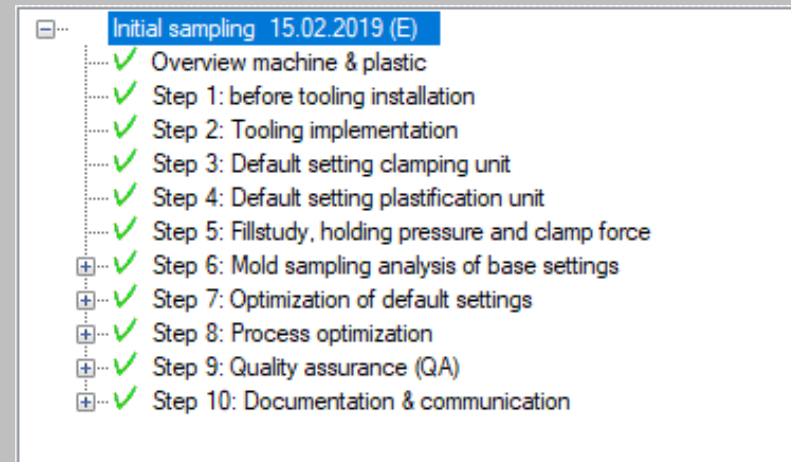 Initial sampling 15.02.2019 (E)
Overview machine & plastic
Step 1: before tooling installation
Step 2: Tooling implementation
Step 3: Default setting clamping unit
Step 4: Default setting plastification unit
Step 5: Fillstudy, holding pressure and clamp force
Step 6: Mold sampling analysis of base settings
Step 7: Optimization of default settings
Step 8: Process optimization
Step 9: Quality assurance (QA)
Step 10: Documentation & communication